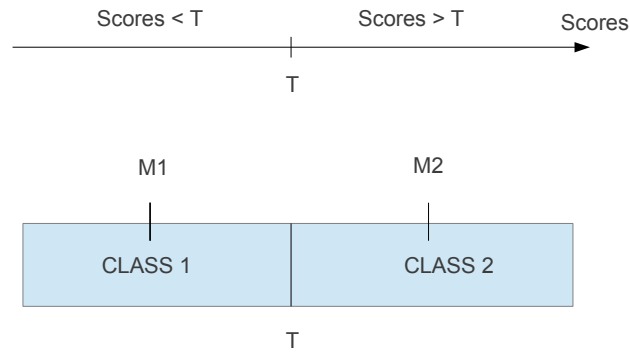 Scores < T
Scores > T
Scores
T
M1
M2
CLASS 1
CLASS 2
T